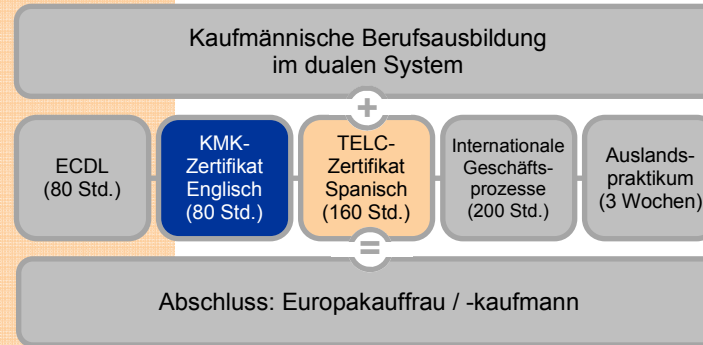 Kaufmännische Berufsausbildung
im dualen System
+
ECDL
(80 Std.)
KMK-
Zertifikat
Englisch
(80 Std.)
TELC-
Zertifikat
Spanisch
(160 Std.)
Internationale
Geschäfts-
prozesse
(200 Std.)
Auslands-
praktikum
(3 Wochen)
=
Abschluss: Europakauffrau / -kaufmann